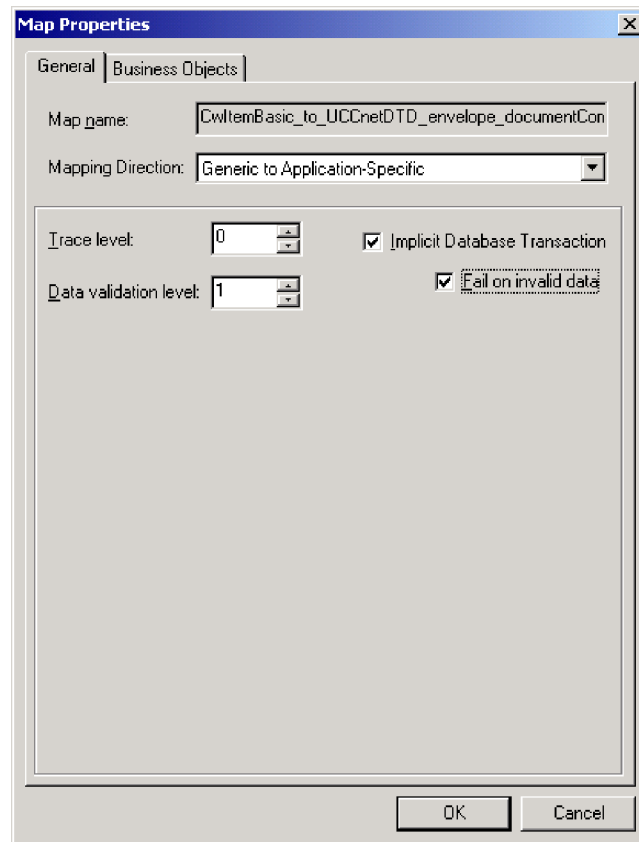 Map Properties
General Business Objects
Map name: CwItemBasic_to_UCCnetDTD_envelope_documentCon
Mapping Direction: Generic to Application-Specific
Trace level: 0 Implicit Database Transaction
Data validation level: 1 Fail on invalid data
OK Cancel